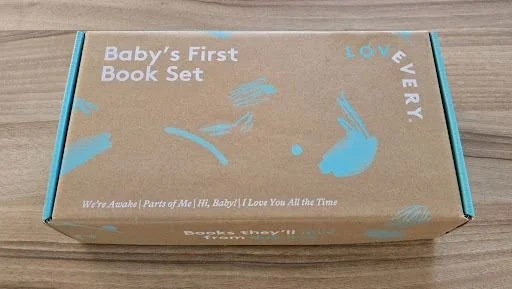 Baby's First
Book Set
LOVEVERY.
We're Awake | Parts of Me | Hi, Baby! | I Love You All the Time
Books they'll
from